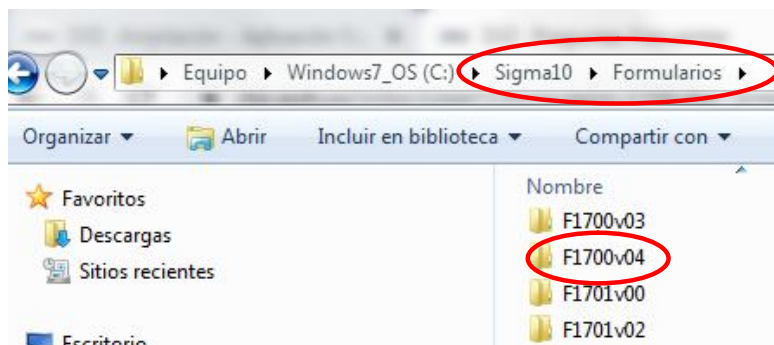 Equipo Windows7_OS (C:) Sigma10 Formularios
Organizar Abrir Incluir en biblioteca Compartir con
Favoritos
Descargas
Sitios recientes
Escritorio
Nombre
F1700v03
F1700v04
F1701v00
F1701v02